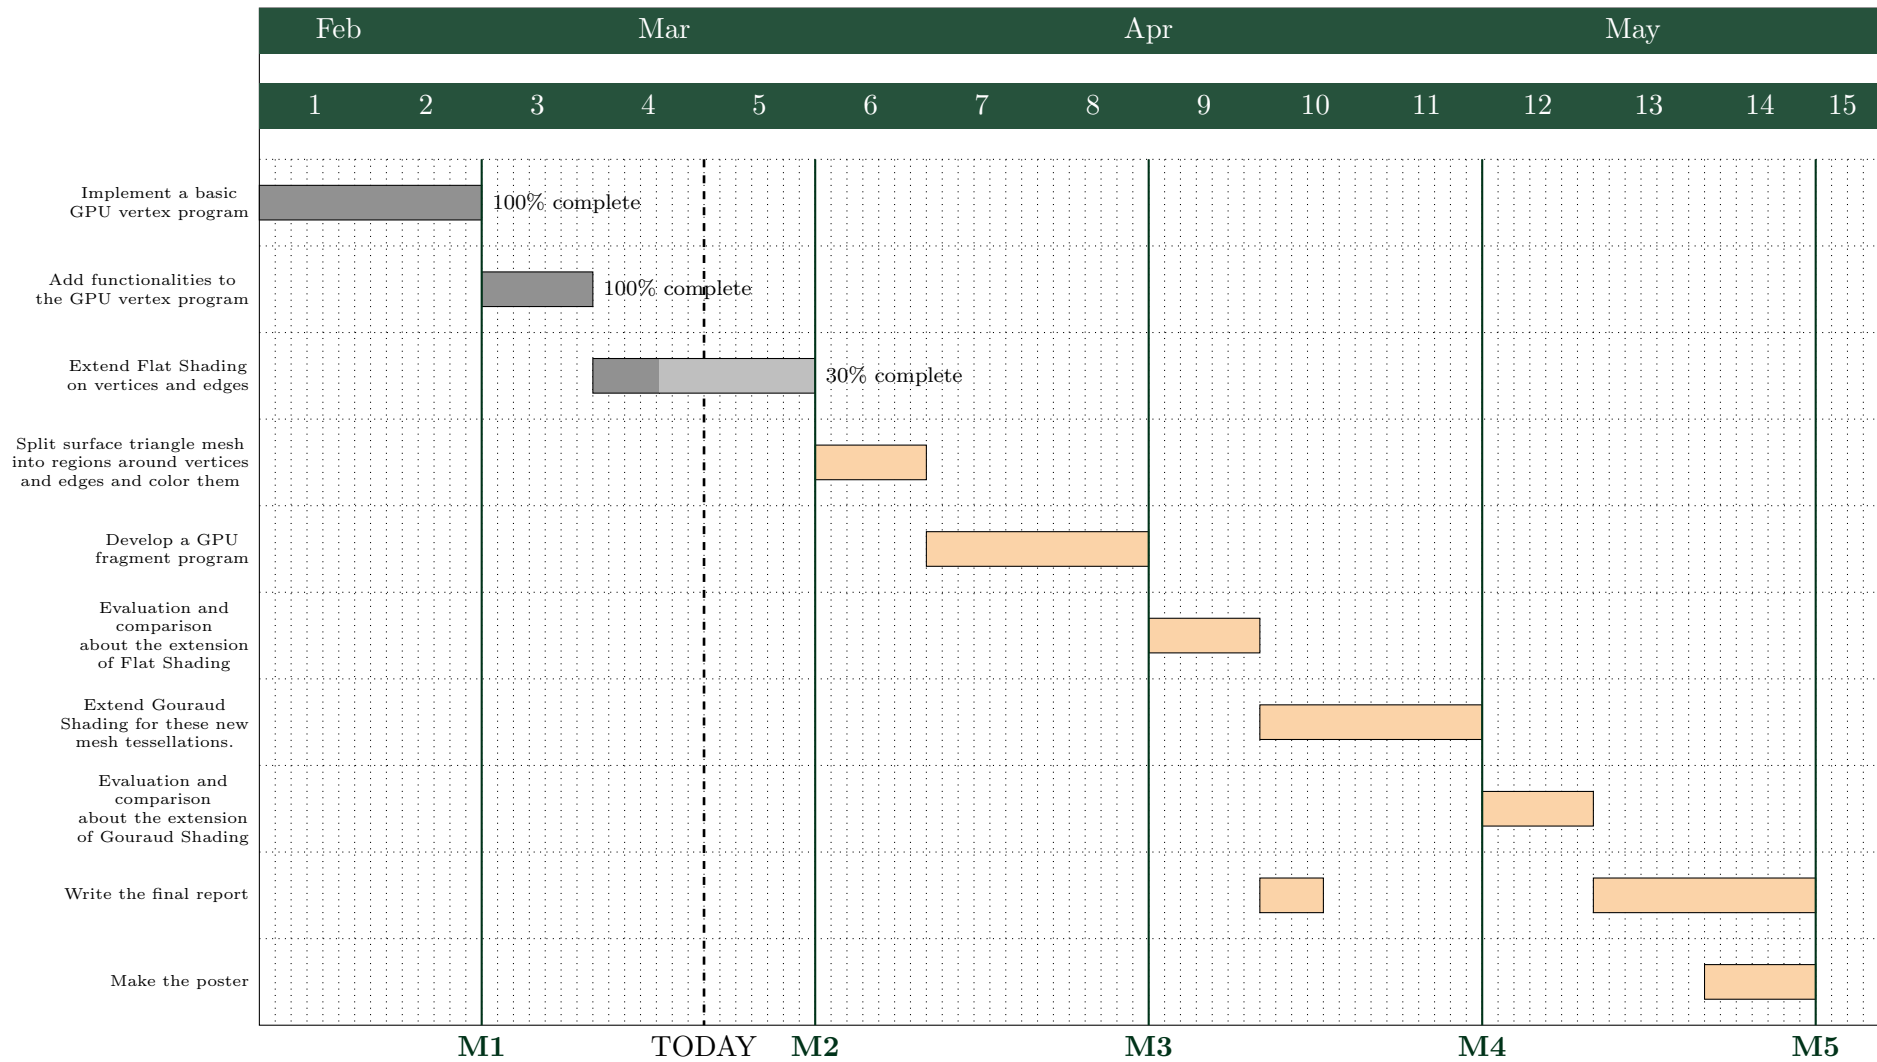 Feb Mar Apr May
1 2 3 4 5 6 7 8 9 10 11 12 13 14 15
Implement a basic
GPU vertex program
100% complete
Add functionalities to
the GPU vertex program
100% complete
Extend Flat Shading
on vertices and edges
30% complete
Split surface triangle mesh
into regions around vertices
and edges and color them
Develop a GPU
fragment program
Evaluation and
comparison
about the extension
of Flat Shading
Extend Gouraud
Shading for these new
mesh tessellations.
Evaluation and
comparison
about the extension
of Gouraud Shading
Write the final report
Make the poster
M1 TODAY M2 M3 M4 M5